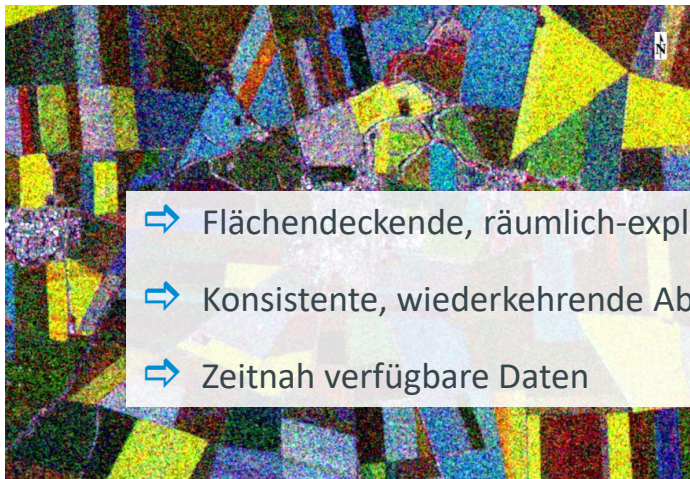 N
Flächendeckende, räumlich-expl
Konsistente, wiederkehrende Ab
Zeitnah verfügbare Daten